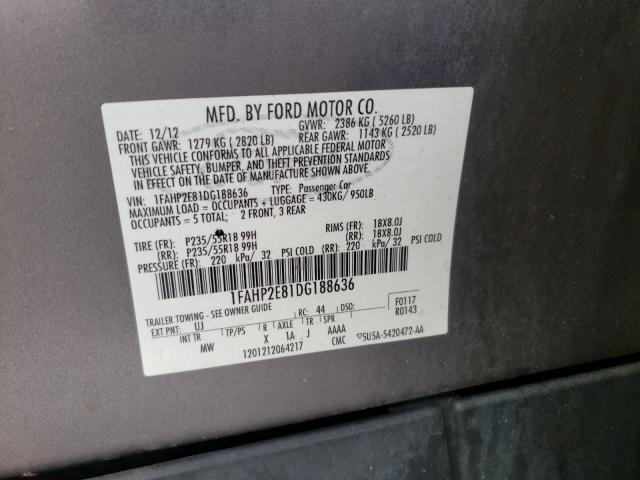 MFD. BY FORD MOTOR CO.
DATE: 12/12 GVWR: 2386 KG ( 5260 LB)
FRONT GAWR: 1279 KG ( 2820 LB) REAR GAWR: 1143 KG ( 2520 LB)
THIS VEHICLE CONFORMS TO ALL APPLICABLE FEDERAL MOTOR
VEHICLE SAFETY, BUMPER, AND THEFT PREVENTION STANDARDS
IN EFFECT ON THE DATE OF MANUFACTURE SHOWN ABOVE.
VIN: 1FAHP2E81DG188636 TYPE: Passenger Car
MAXIMUM LOAD = OCCUPANTS + LUGGAGE = 430KG/ 950LB
OCCUPANTS = 5 TOTAL; 2 FRONT, 3 REAR
TIRE (FR): P235/55R18 99H RIMS (FR): 18X8.0J
(RR): P235/55R18 99H (RR): 18X8.0J
PRESSURE (FR): 220 kPa/ 32 PSI COLD (RR): 220 kPa/ 32 PSI COLD
1FAHP2E81DG188636
TRAILER TOWING - SEE OWNER GUIDE RC: 44 DSO: F0117
EXT PNT: UJ R0143
INT TR TP/PS R AXLE TR SPR
MW X 1A J AAAA
1201212064217 CMC ▽5U5A-5420472-AA